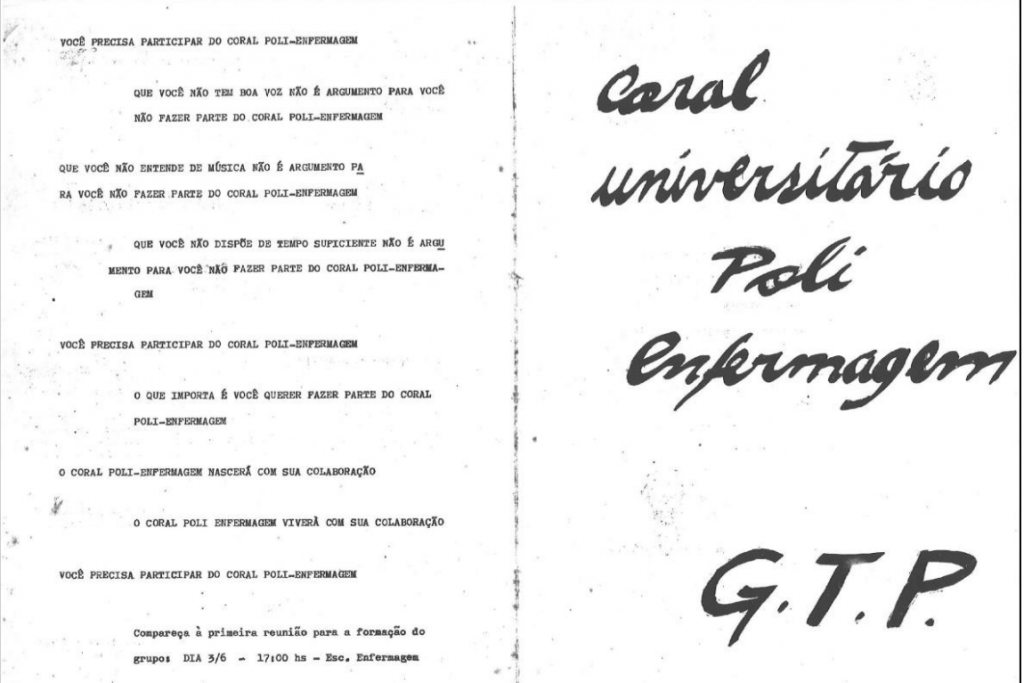 VOCÊ PRECISA PARTICIPAR DO CORAL POLI-ENFERMAGEM
QUE VOCÊ NÃO TEM BOA VOZ NÃO É ARGUMENTO PARA VOCÊ
NÃO FAZER PARTE DO CORAL POLI-ENFERMAGEM
QUE VOCÊ NÃO ENTENDE DE MÚSICA NÃO É ARGUMENTO PA
RA VOCÊ NÃO FAZER PARTE DO CORAL POLI-ENFERMAGEM
QUE VOCÊ NÃO DISPÕE DE TEMPO SUFICIENTE NÃO É ARGU
MENTO PARA VOCÊ NÃO FAZER PARTE DO CORAL POLI-ENFERMA-
GEM
VOCÊ PRECISA PARTICIPAR DO CORAL POLI-ENFERMAGEM
O QUE IMPORTA É VOCÊ QUERER FAZER PARTE DO CORAL
POLI-ENFERMAGEM
O CORAL POLI-ENFERMAGEM NASCERÁ COM SUA COLABORAÇÃO
O CORAL POLI ENFERMAGEM VIVERÀ COM SUA COLABORAÇÃO
VOCÊ PRECISA PARTICIPAR DO CORAL POLI-ENFERMAGEM
Compareça à primeira reunião para a formação do
grupo: DIA 3/6 - 17:00 hs - Esc. Enfermagem
Coral
universitário
Poli
Enfermagem
G.T.P.